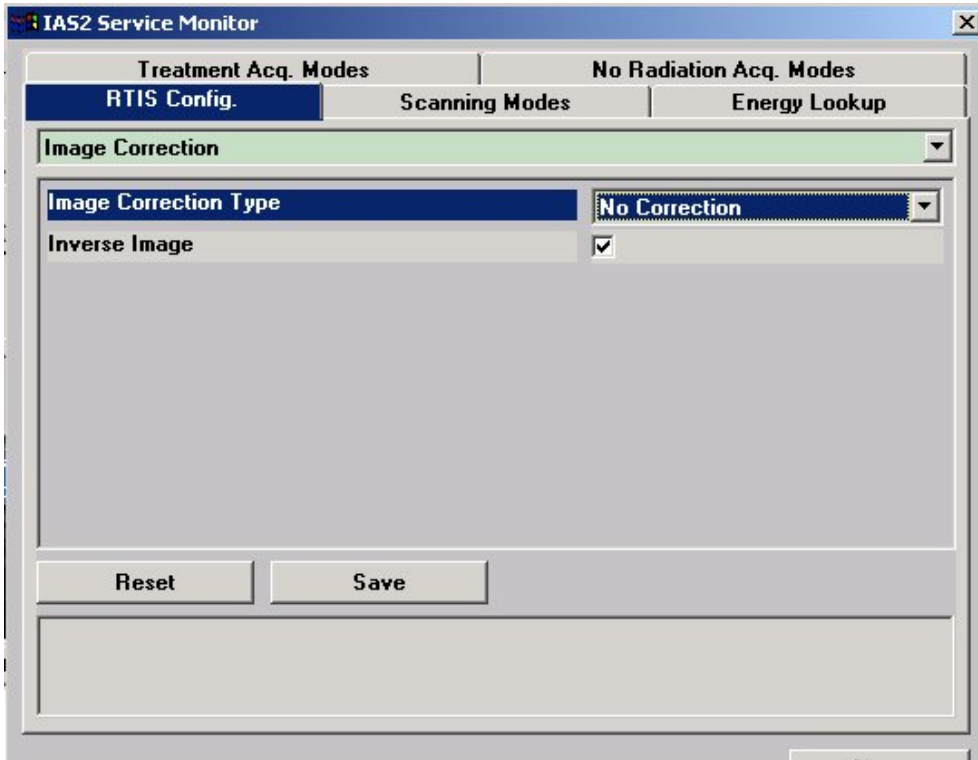 IAS2 Service Monitor
Treatment Acq. Modes No Radiation Acq. Modes
RTIS Config. Scanning Modes Energy Lookup
Image Correction
Image Correction Type No Correction
Inverse Image
Reset Save